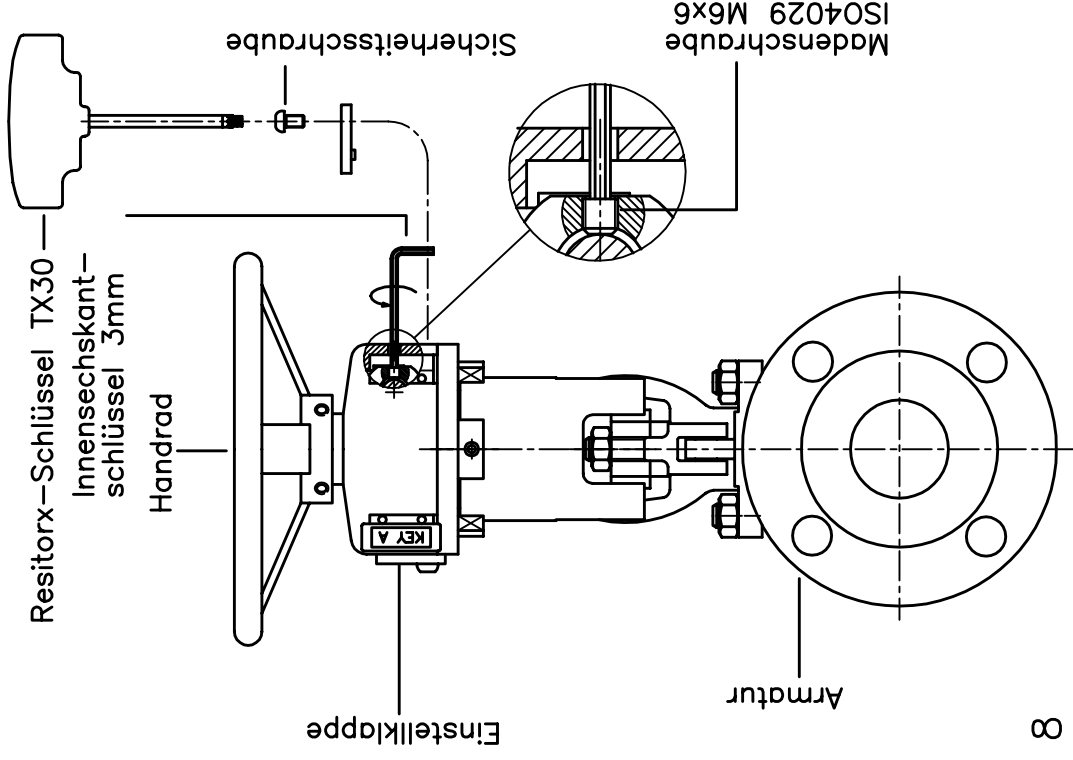 Resitorx-Schlüssel TX30
Innensechskant-
schlüssel 3mm
Handrad
Sicherheitsschraube
Madenschraube
ISO4029 M6x6
KEY A
Einstellklappe
Armatur
8